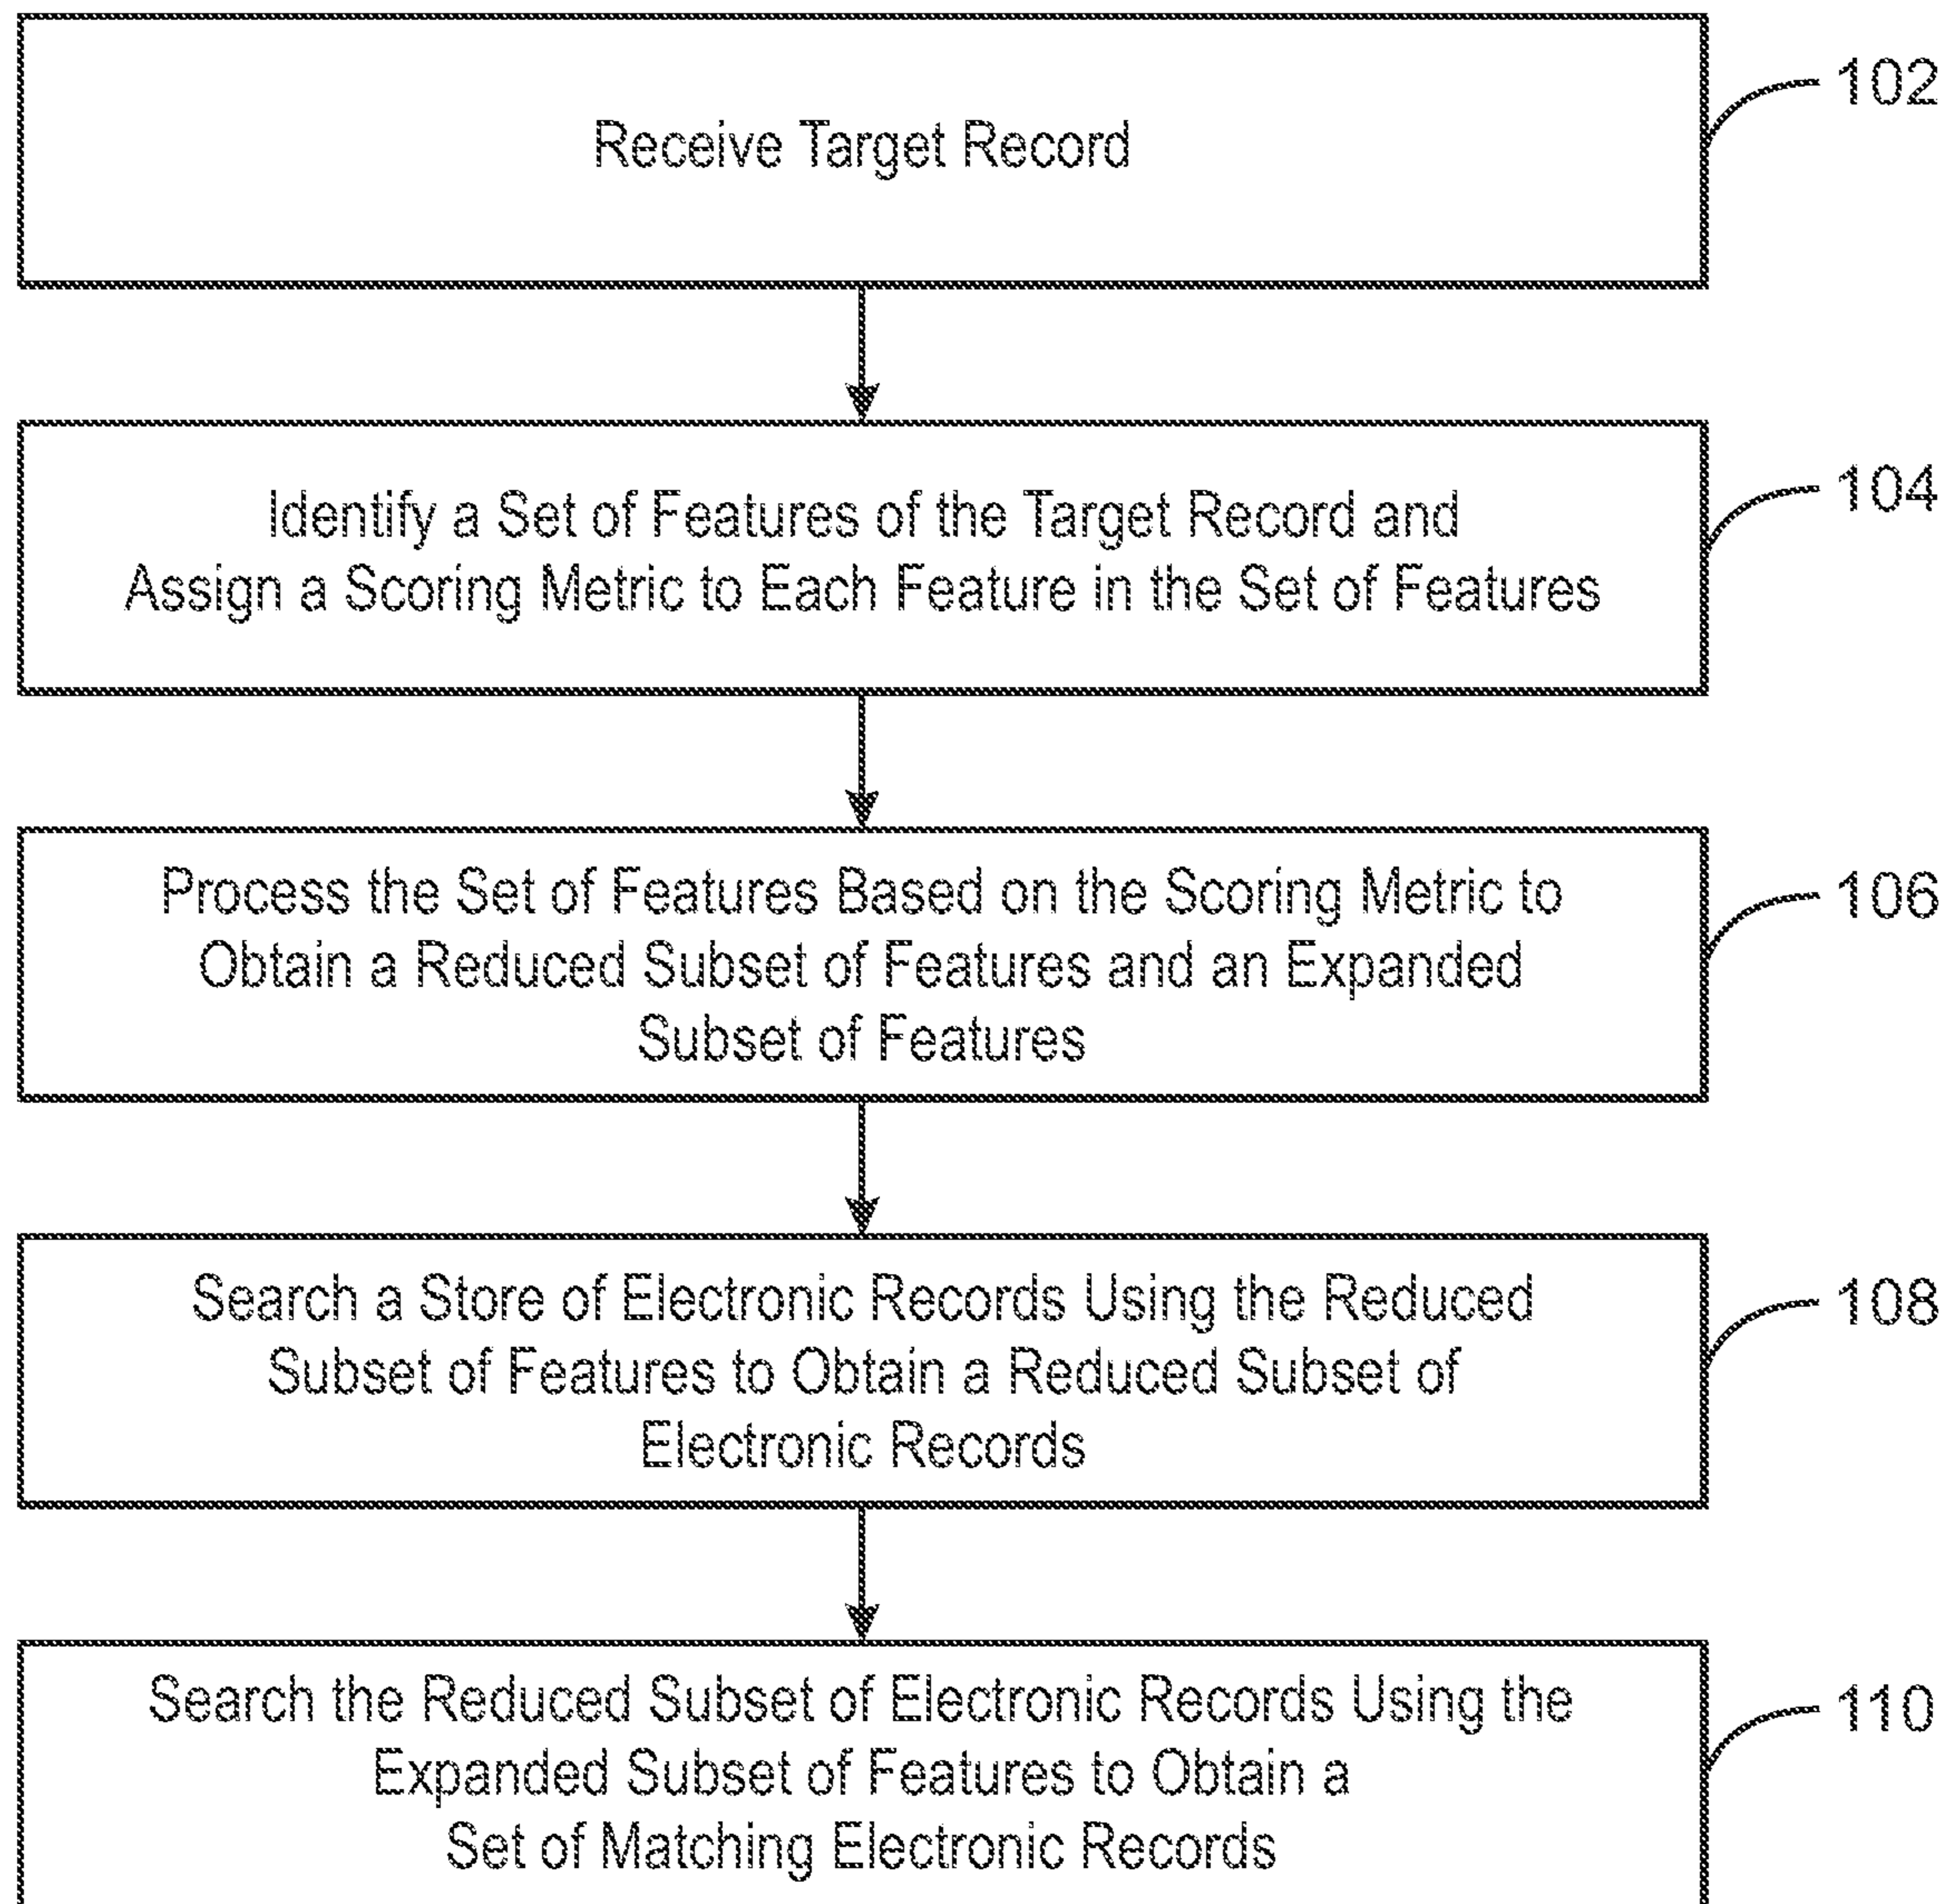 Receive Target Record
102
Identify a Set of Features of the Target Record and
Assign a Scoring Metric to Each Feature in the Set of Features
104
Process the Set of Features Based on the Scoring Metric to
Obtain a Reduced Subset of Features and an Expanded
Subset of Features
106
Search a Store of Electronic Records Using the Reduced
Subset of Features to Obtain a Reduced Subset of
Electronic Records
108
Search the Reduced Subset of Electronic Records Using the
Expanded Subset of Features to Obtain a
Set of Matching Electronic Records
110